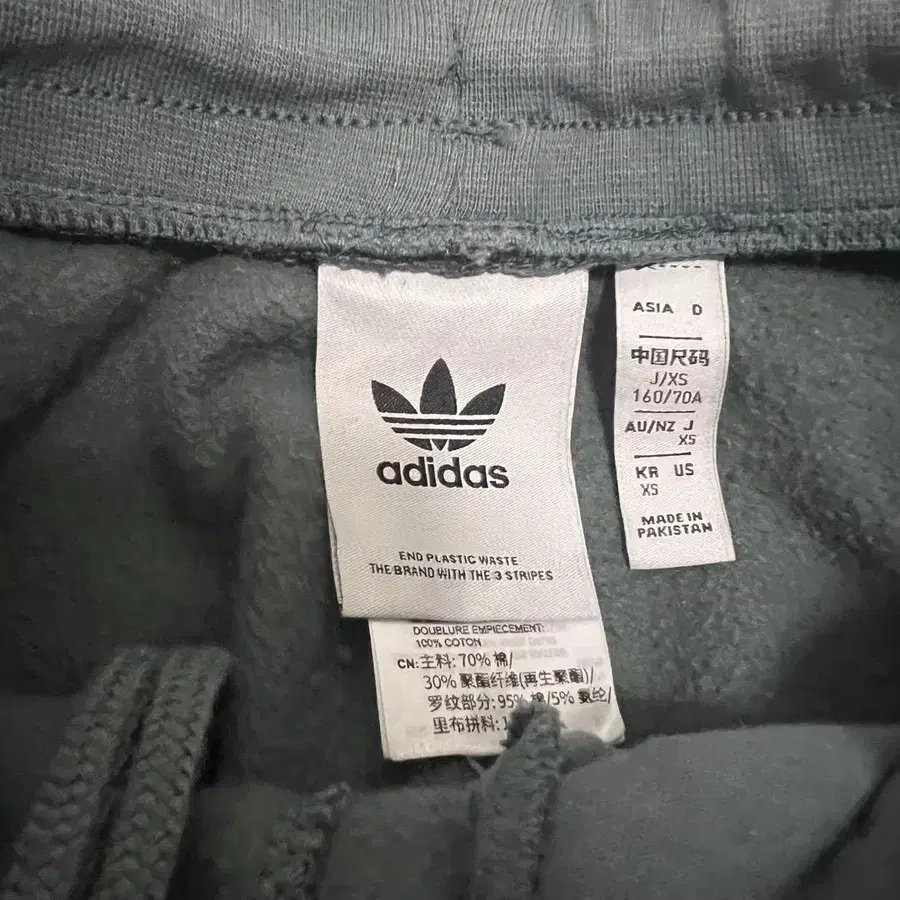 adidas
END PLASTIC WASTE
THE BRAND WITH THE 3 STRIPES
DOUBLURE EMPIECEMENT:
100% COTON
CN: 主料: 70% 棉/
30% 聚酯纤维(再生聚酯)/
罗纹部分: 95% 棉/5% 氨纶/
里布拼料: 1
ASIA D
中国尺码
J/XS
160/70A
AU/NZ J
XS
KR US
XS
MADE IN
PAKISTAN